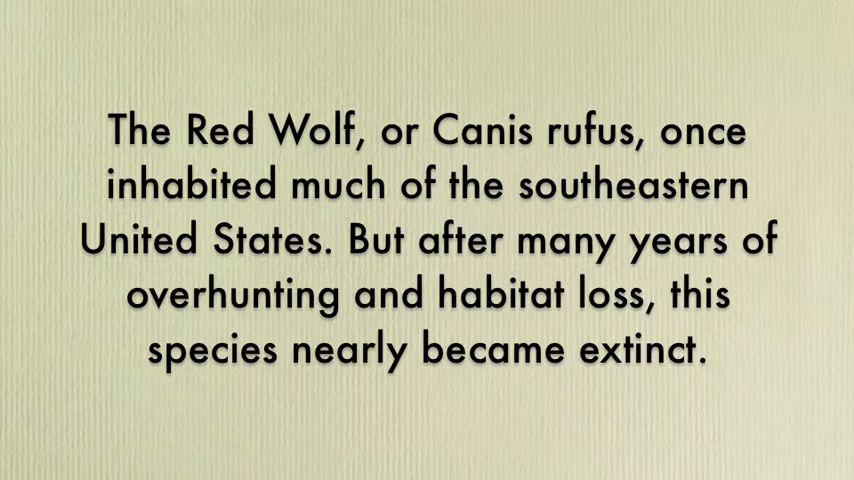 The Red Wolf, or Canis rufus, once
inhabited much of the southeastern
United States. But after many years of
overhunting and habitat loss, this
species nearly became extinct.